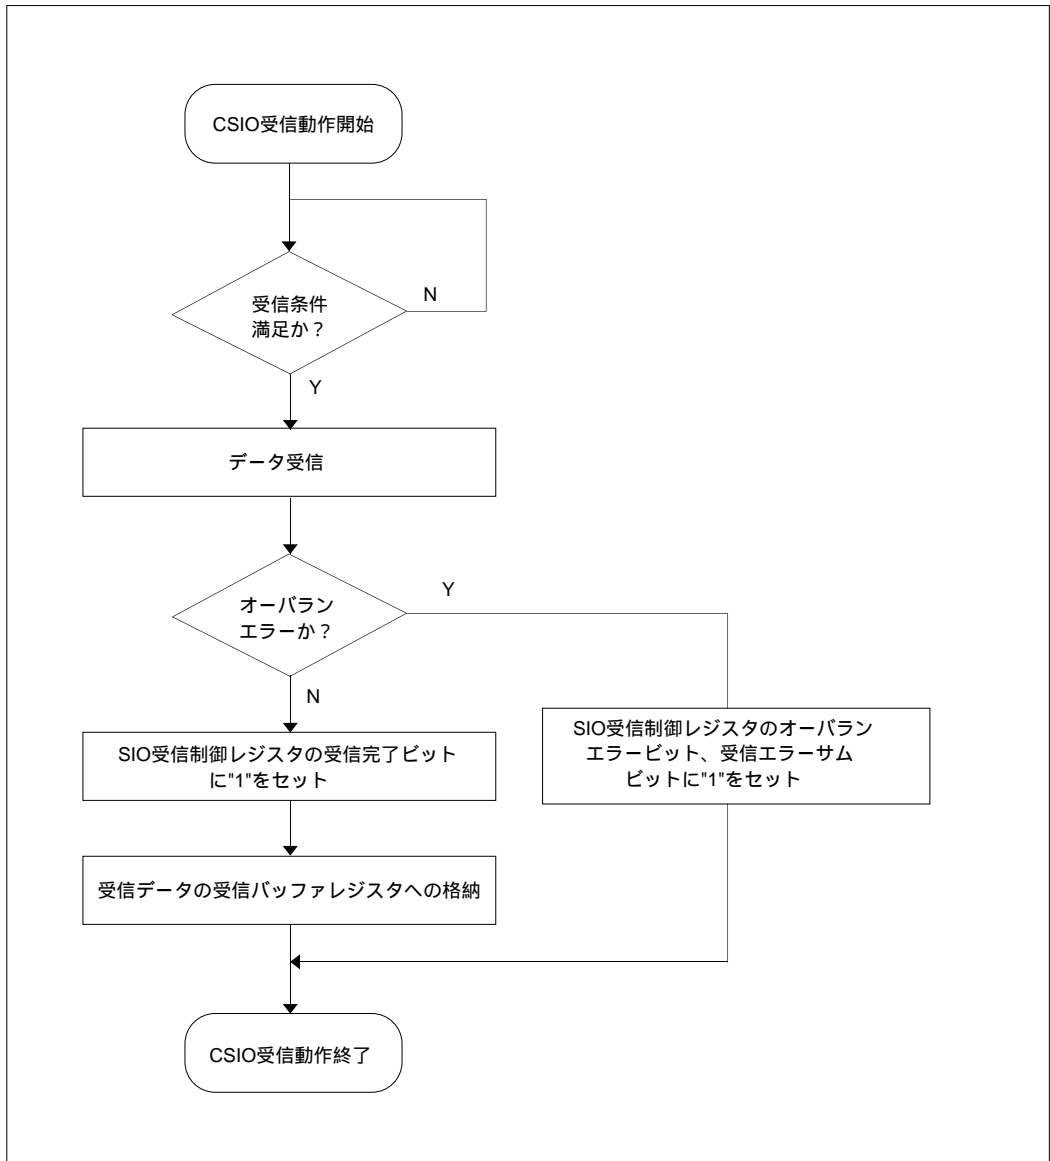 CSIO受信動作開始
受信条件
満足か？
N
Y
データ受信
オーバラン
エラーか？
Y
N
SIO受信制御レジスタの受信完了ビット
に"1"をセット
SIO受信制御レジスタのオーバラン
エラービット、受信エラーサム
ビットに"1"をセット
受信データの受信バッファレジスタへの格納
CSIO受信動作終了